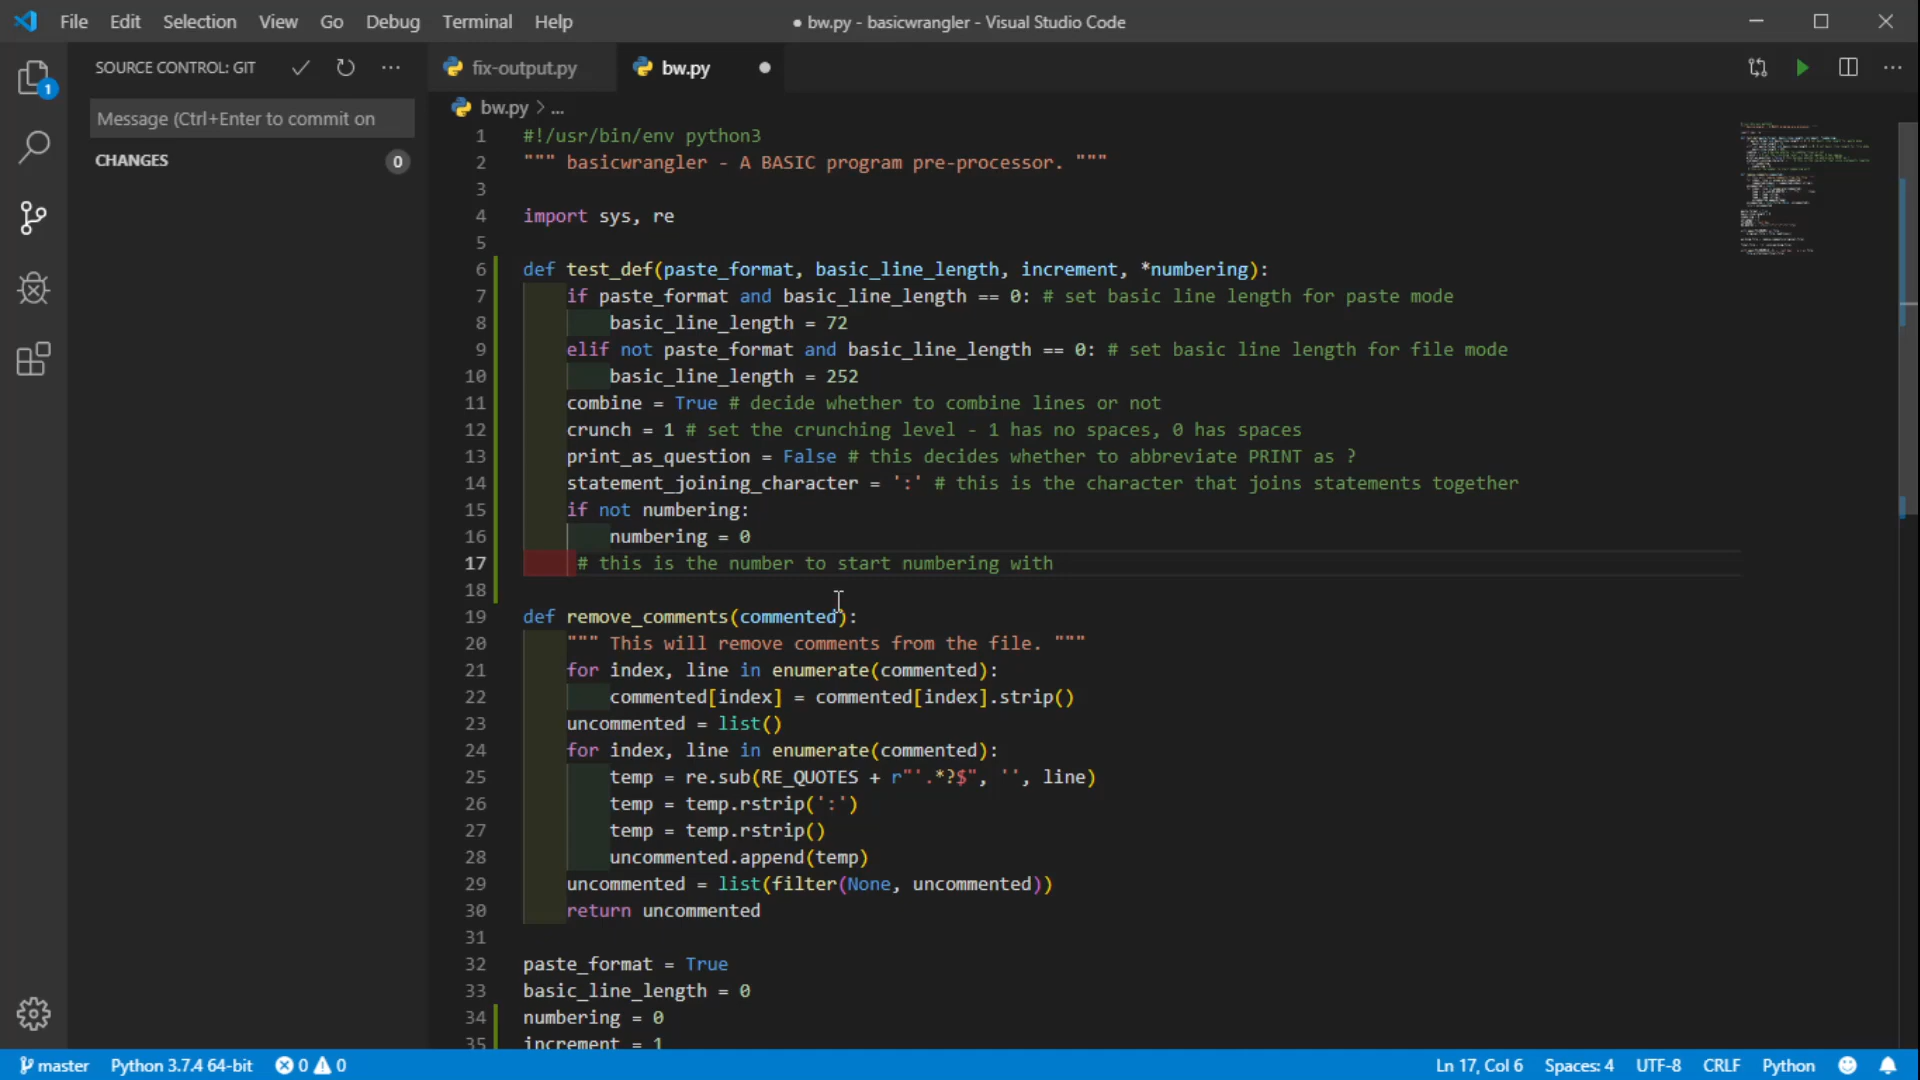 File Edit Selection View Go Debug Terminal Help
● bw.py - basicwrangler - Visual Studio Code
SOURCE CONTROL: GIT
fix-output.py
bw.py
1
Message (Ctrl+Enter to commit on
bw.py > ...
CHANGES 0
1 #!/usr/bin/env python3
2 """ basicwrangler - A BASIC program pre-processor. """
3
4 import sys, re
5
6 def test_def(paste_format, basic_line_length, increment, *numbering):
7 if paste_format and basic_line_length == 0: # set basic line length for paste mode
8 basic_line_length = 72
9 elif not paste_format and basic_line_length == 0: # set basic line length for file mode
10 basic_line_length = 252
11 combine = True # decide whether to combine lines or not
12 crunch = 1 # set the crunching level - 1 has no spaces, 0 has spaces
13 print_as_question = False # this decides whether to abbreviate PRINT as ?
14 statement_joining_character = ':' # this is the character that joins statements together
15 if not numbering:
16 numbering = 0
17 # this is the number to start numbering with
18
19 def remove_comments(commented):
20 """ This will remove comments from the file. """
21 for index, line in enumerate(commented):
22 commented[index] = commented[index].strip()
23 uncommented = list()
24 for index, line in enumerate(commented):
25 temp = re.sub(RE_QUOTES + r"'.*?$", '', line)
26 temp = temp.rstrip(':')
27 temp = temp.rstrip()
28 uncommented.append(temp)
29 uncommented = list(filter(None, uncommented))
30 return uncommented
31
32 paste_format = True
33 basic_line_length = 0
34 numbering = 0
35 increment = 1
master Python 3.7.4 64-bit 0 0 Ln 17, Col 6 Spaces: 4 UTF-8 CRLF Python